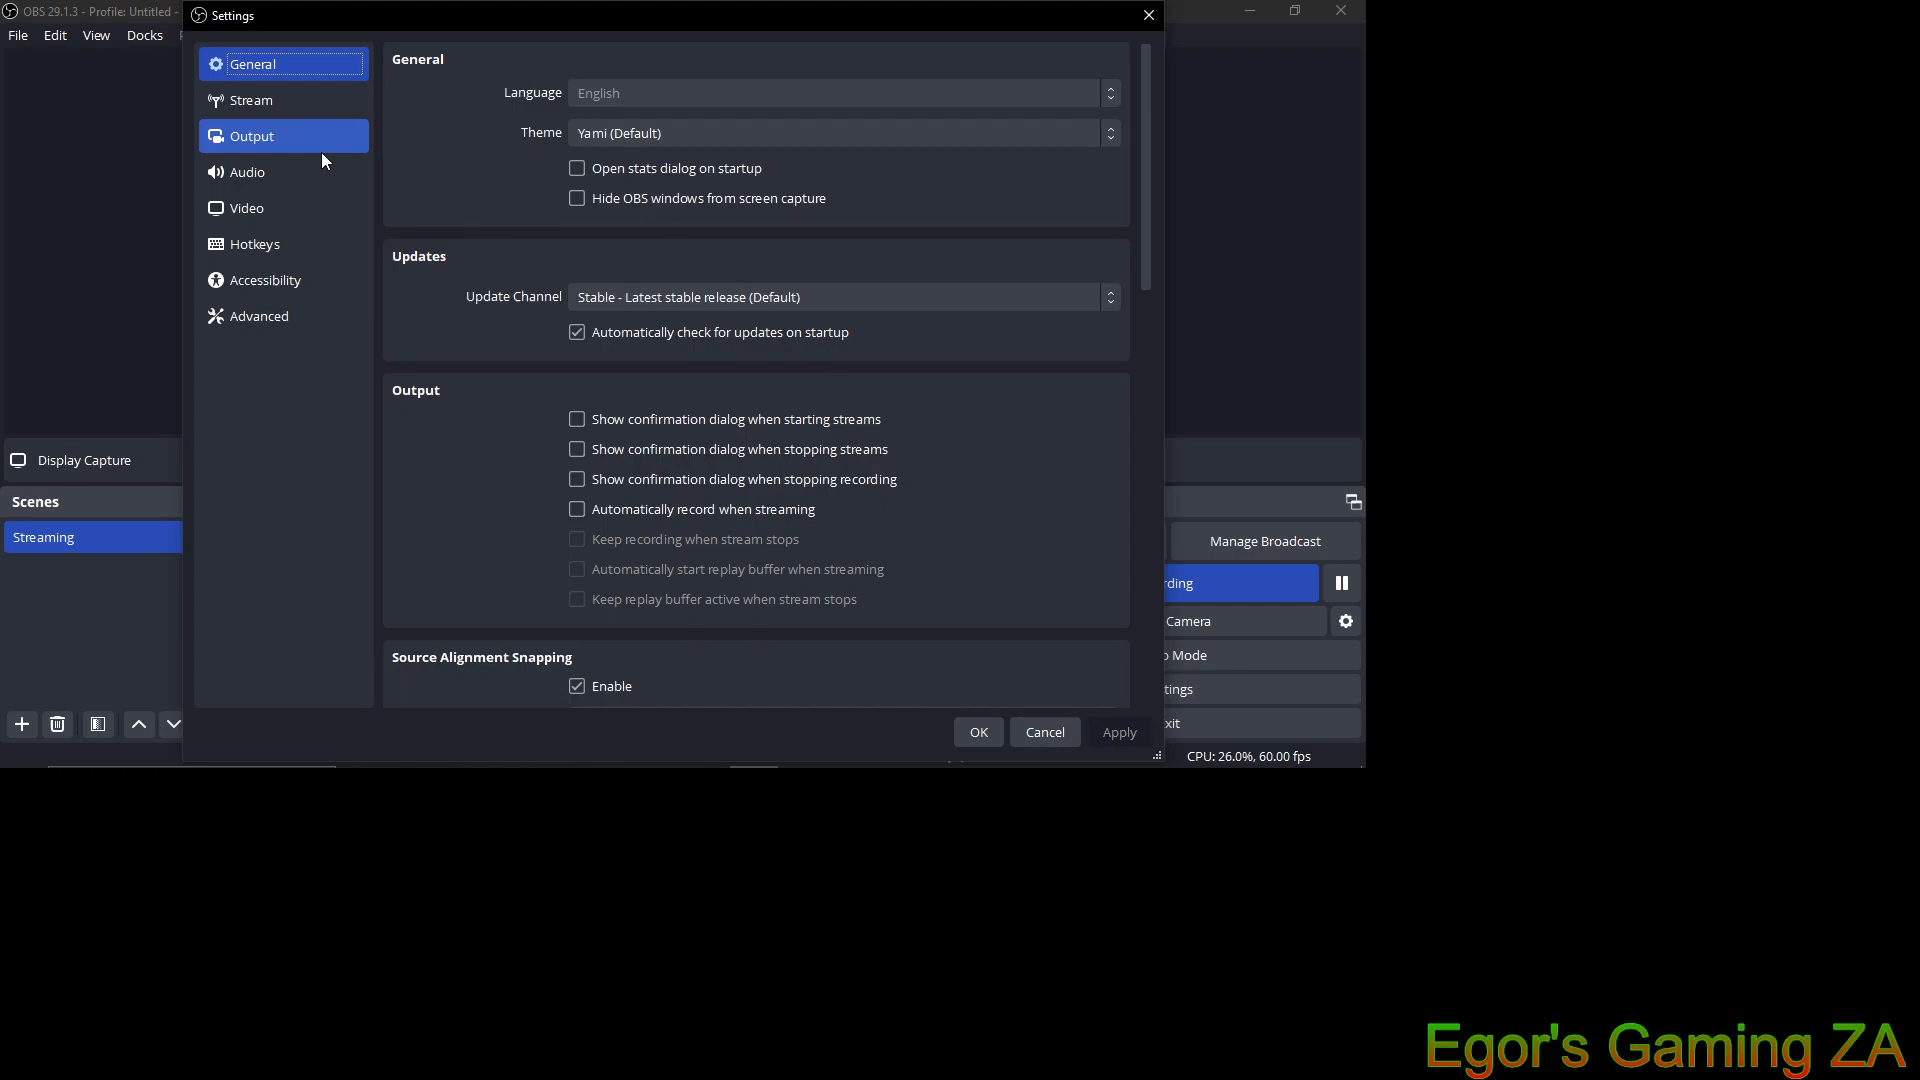 OBS 29.1.3 - Profile: Untitled -
Settings
File Edit View Docks
General
Stream
Output
Audio
Video
Hotkeys
Accessibility
Advanced
General
Language English
Theme Yami (Default)
Open stats dialog on startup
Hide OBS windows from screen capture
Updates
Update Channel Stable - Latest stable release (Default)
Automatically check for updates on startup
Output
Show confirmation dialog when starting streams
Show confirmation dialog when stopping streams
Show confirmation dialog when stopping recording
Automatically record when streaming
Keep recording when stream stops
Automatically start replay buffer when streaming
Keep replay buffer active when stream stops
Source Alignment Snapping
Enable
OK Cancel Apply
Display Capture
Scenes
Streaming
Manage Broadcast
rding
Camera
o Mode
tings
xit
CPU: 26.0%, 60.00 fps
Egor's Gaming ZA